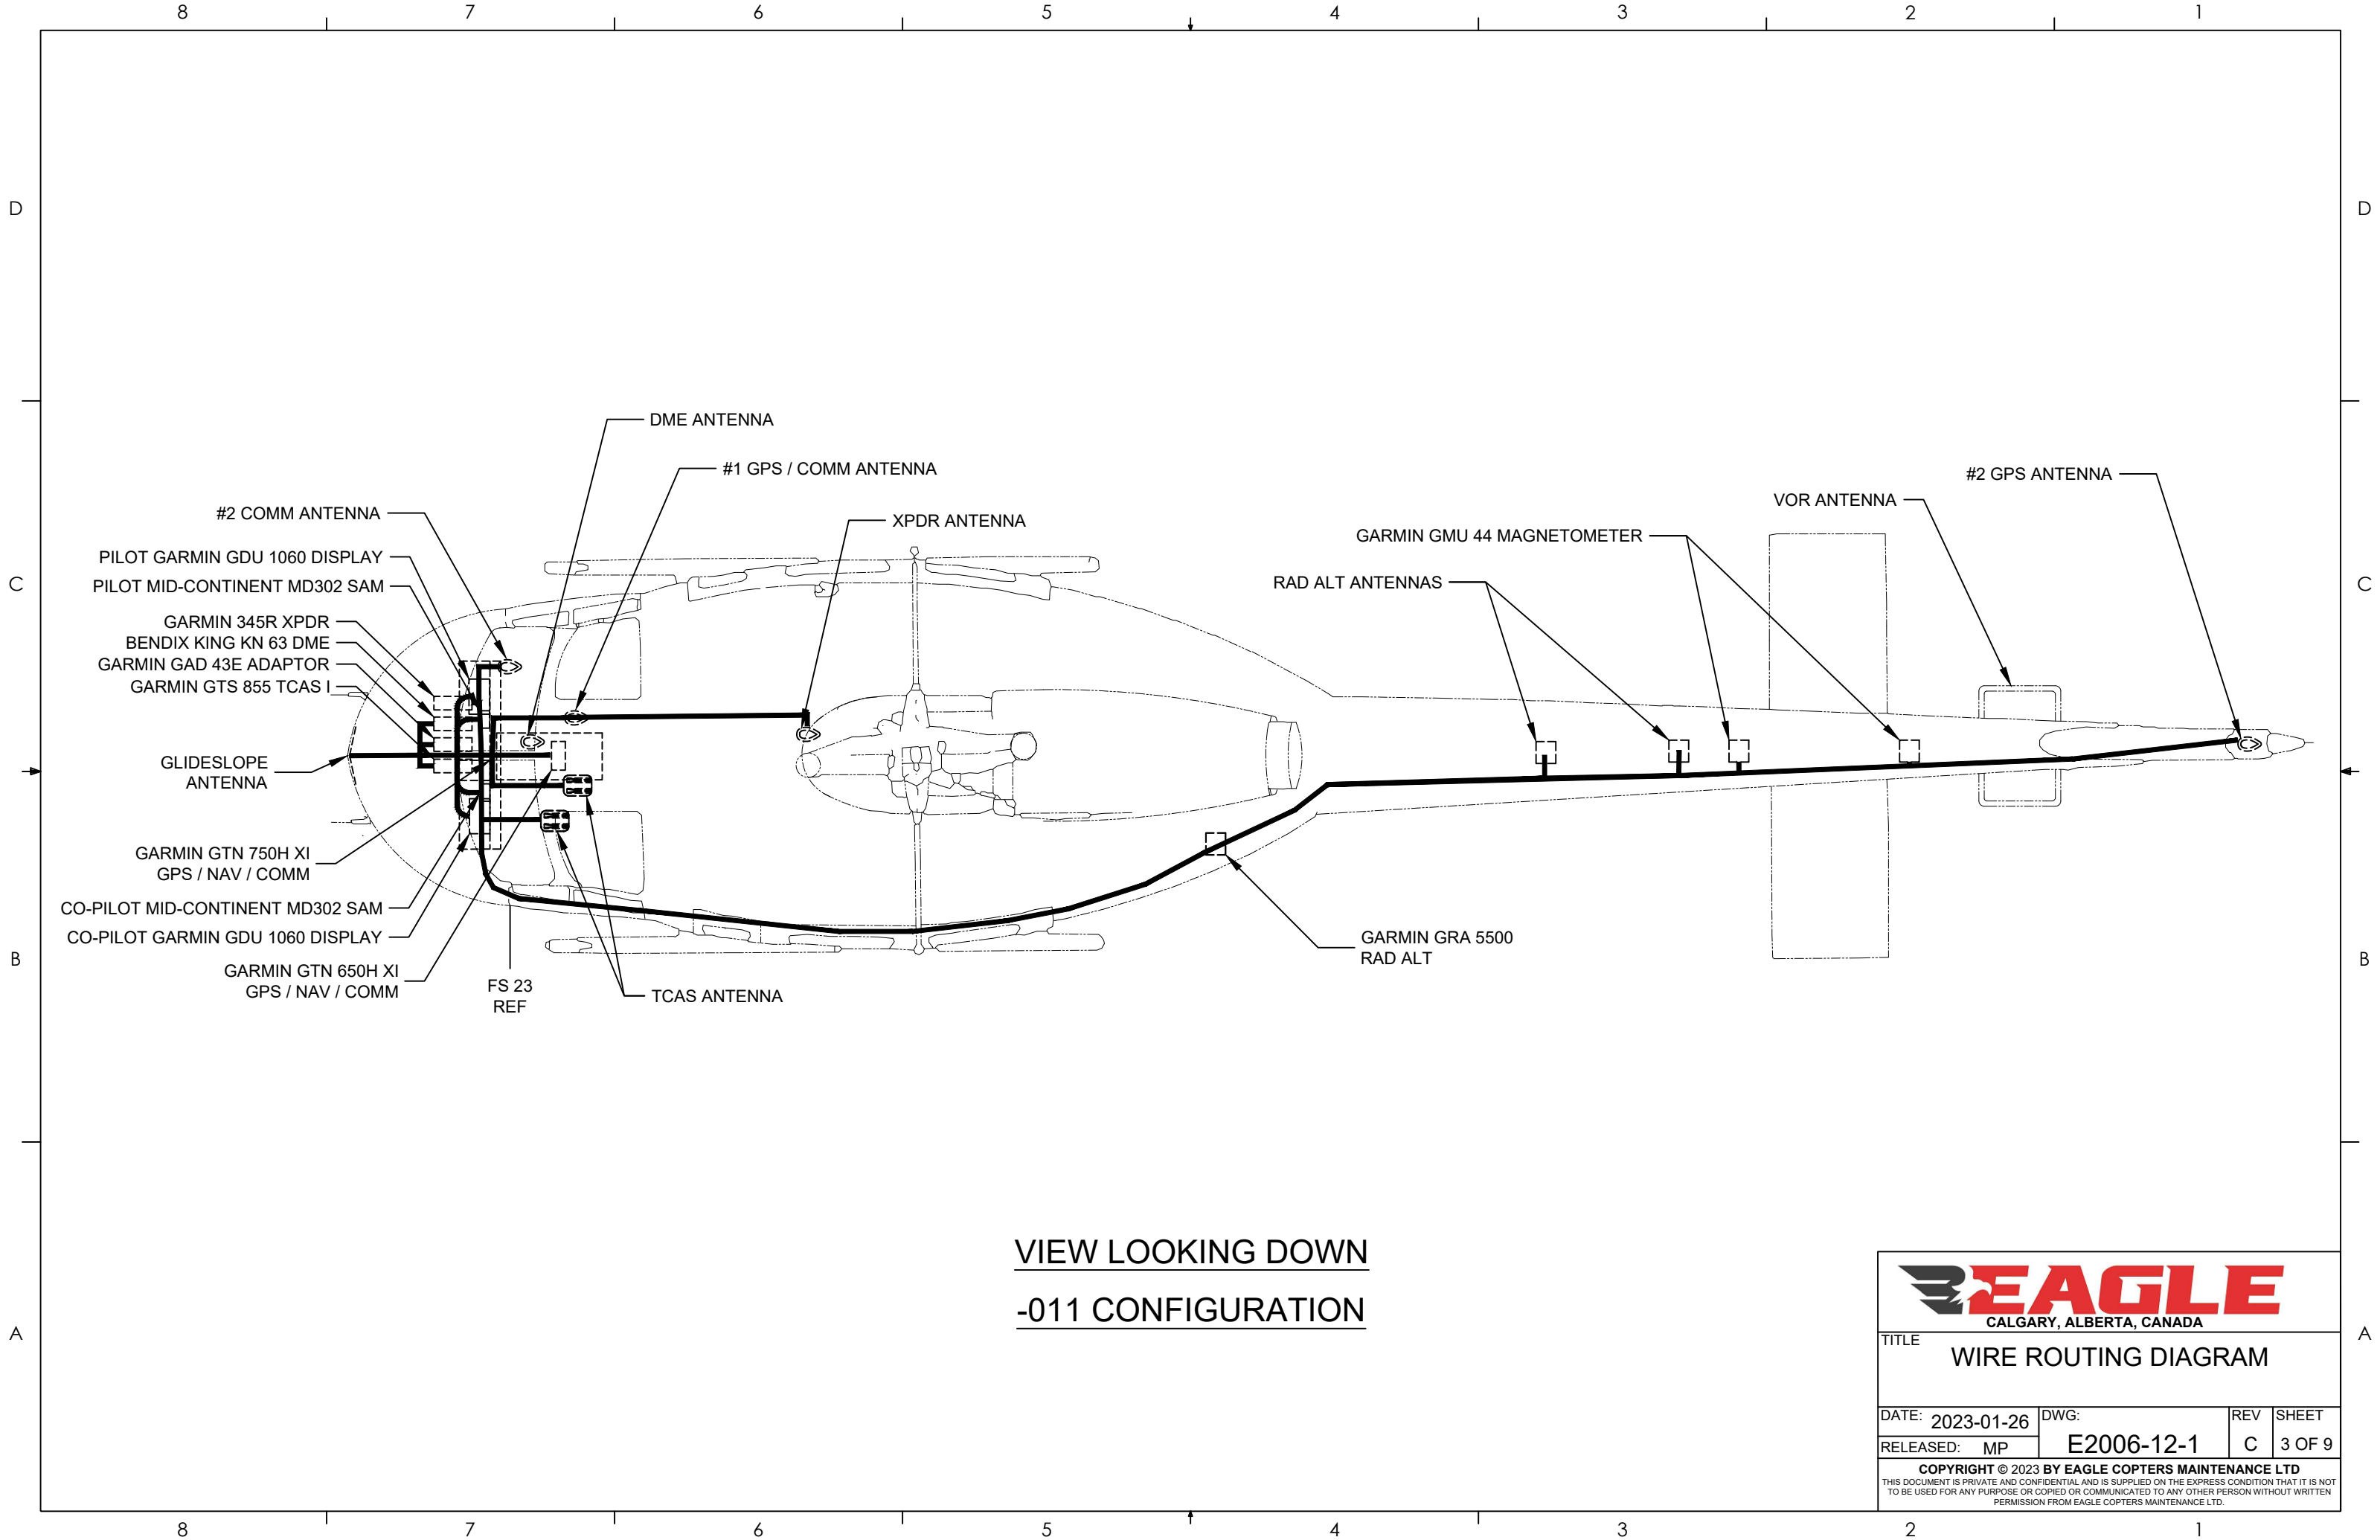 8 7 6 5 4 3 2 1
D D
DME ANTENNA
#1 GPS / COMM ANTENNA
#2 GPS ANTENNA
VOR ANTENNA
#2 COMM ANTENNA
XPDR ANTENNA
GARMIN GMU 44 MAGNETOMETER
PILOT GARMIN GDU 1060 DISPLAY
RAD ALT ANTENNAS
PILOT MID-CONTINENT MD302 SAM
C C
GARMIN 345R XPDR
BENDIX KING KN 63 DME
GARMIN GAD 43E ADAPTOR
GARMIN GTS 855 TCAS I
GLIDESLOPE
ANTENNA
GARMIN GTN 750H XI
GPS / NAV / COMM
CO-PILOT MID-CONTINENT MD302 SAM
CO-PILOT GARMIN GDU 1060 DISPLAY
GARMIN GRA 5500
RAD ALT
B B
GARMIN GTN 650H XI
GPS / NAV / COMM
FS 23
REF
TCAS ANTENNA
VIEW LOOKING DOWN
-011 CONFIGURATION
A A
EAGLE
CALGARY, ALBERTA, CANADA
TITLE
WIRE ROUTING DIAGRAM
DATE: 2023-01-26
RELEASED: MP
DWG:
E2006-12-1
REV
C
SHEET
3 OF 9
COPYRIGHT © 2023 BY EAGLE COPTERS MAINTENANCE LTD
THIS DOCUMENT IS PRIVATE AND CONFIDENTIAL AND IS SUPPLIED ON THE EXPRESS CONDITION THAT IT IS NOT
TO BE USED FOR ANY PURPOSE OR COPIED OR COMMUNICATED TO ANY OTHER PERSON WITHOUT WRITTEN
PERMISSION FROM EAGLE COPTERS MAINTENANCE LTD.
8 7 6 5 4 3 2 1